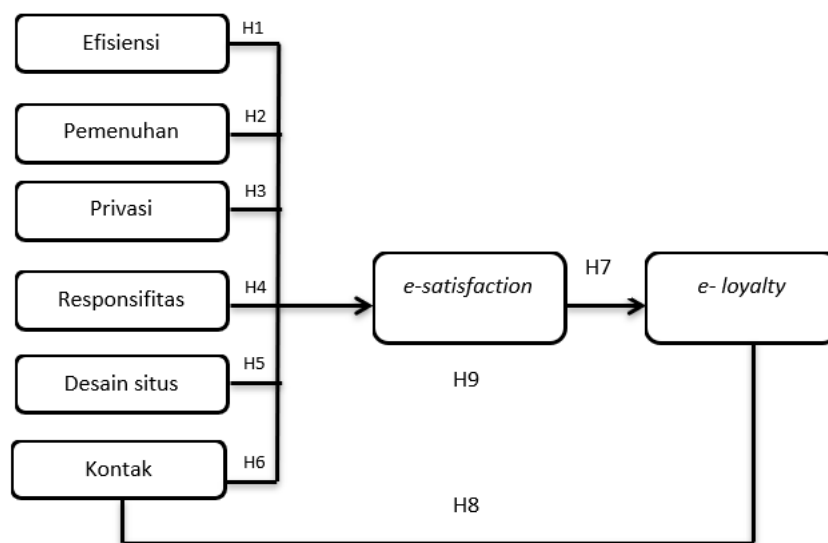 Efisiensi
H1
Pemenuhan
H2
Privasi
H3
Responsifitas
H4
Desain situs
H5
Kontak
H6
e-satisfaction
H7
e- loyalty
H9
H8